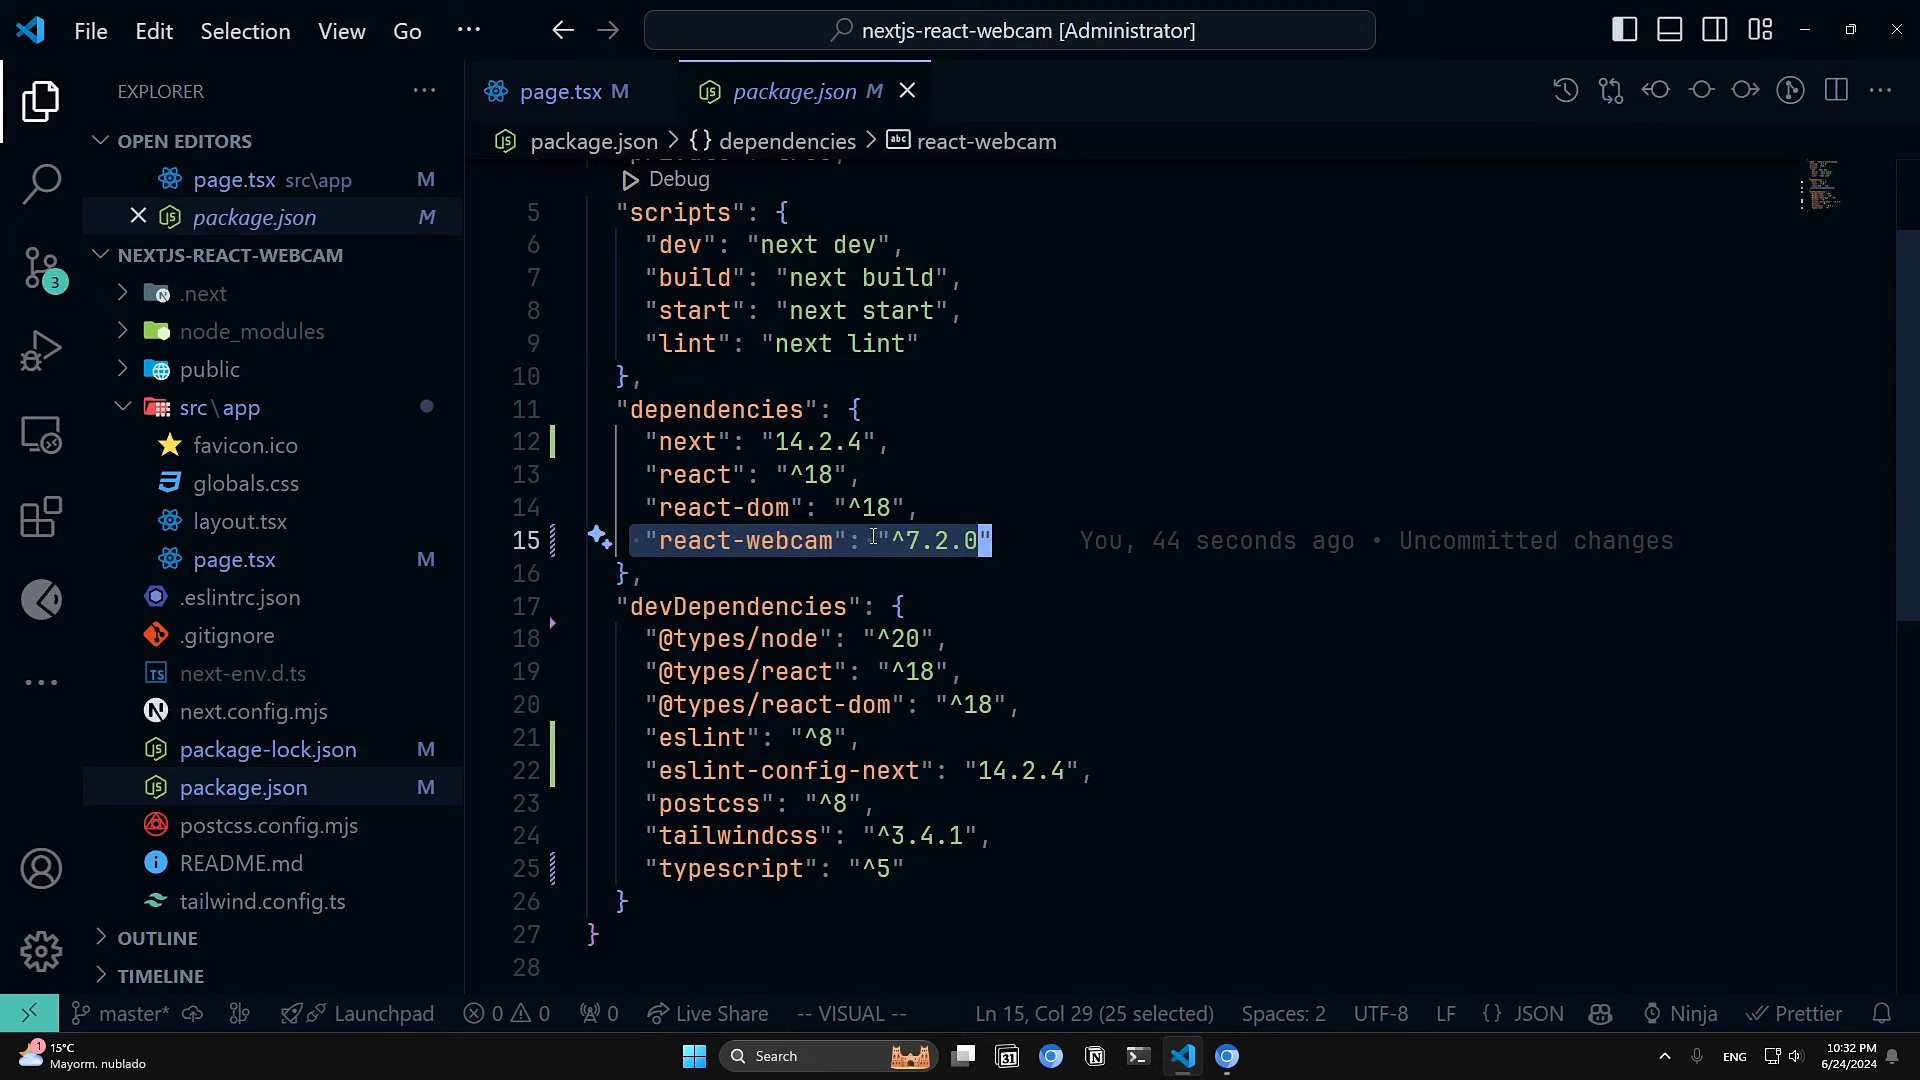 File Edit Selection View Go ··· nextjs-react-webcam [Administrator]
EXPLORER
page.tsx M package.json M
package.json > {} dependencies > abc react-webcam
OPEN EDITORS
page.tsx src\app M
package.json M
NEXTJS-REACT-WEBCAM
.next
node_modules
public
src\app
favicon.ico
globals.css
layout.tsx
page.tsx M
.eslintrc.json
.gitignore
TS next-env.d.ts
next.config.mjs
package-lock.json M
package.json M
postcss.config.mjs
README.md
tailwind.config.ts
OUTLINE
TIMELINE
3
Debug
5 "scripts": {
6 "dev": "next dev",
7 "build": "next build",
8 "start": "next start",
9 "lint": "next lint"
10 },
11 "dependencies": {
12 "next": "14.2.4",
13 "react": "^18",
14 "react-dom": "^18",
15 "react-webcam": "^7.2.0" You, 44 seconds ago • Uncommitted changes
16 },
17 "devDependencies": {
18 "@types/node": "^20",
19 "@types/react": "^18",
20 "@types/react-dom": "^18",
21 "eslint": "^8",
22 "eslint-config-next": "14.2.4",
23 "postcss": "^8",
24 "tailwindcss": "^3.4.1",
25 "typescript": "^5"
26 }
27 }
28
master* Launchpad 0 0 0 Live Share -- VISUAL -- Ln 15, Col 29 (25 selected) Spaces: 2 UTF-8 LF {} JSON Ninja Prettier
1 15°C
Mayorm. nublado
Search
31
ENG
10:32 PM
6/24/2024